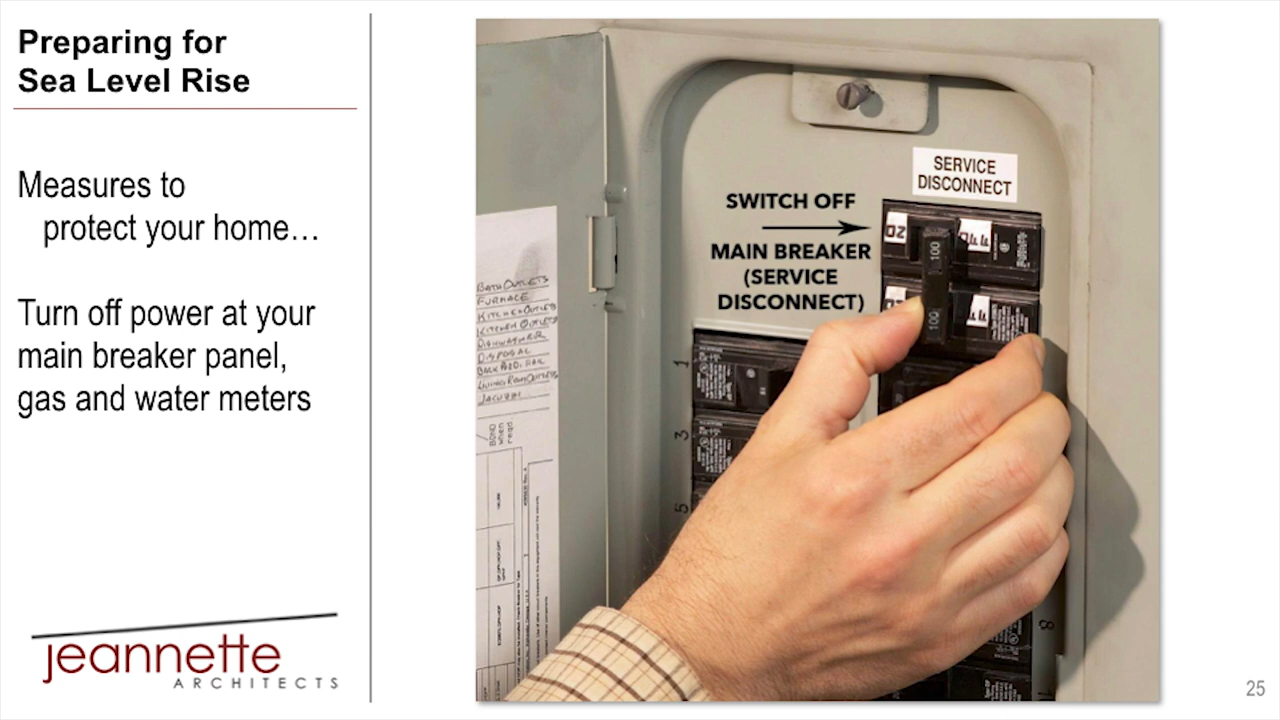 Preparing for
Sea Level Rise
Measures to
protect your home…
Turn off power at your
main breaker panel,
gas and water meters
jeannette
ARCHITECTS
SERVICE
DISCONNECT
SWITCH OFF
MAIN BREAKER
(SERVICE
DISCONNECT)
100
100
BATH OUTLETS
FURNACE
KITCHEN OUTLETS
KITCHEN OUTLETS
DISHWASHER
DISPOSAL
LIVING ROOM OUTLETS
JACUZZI
1
3
5
8
25